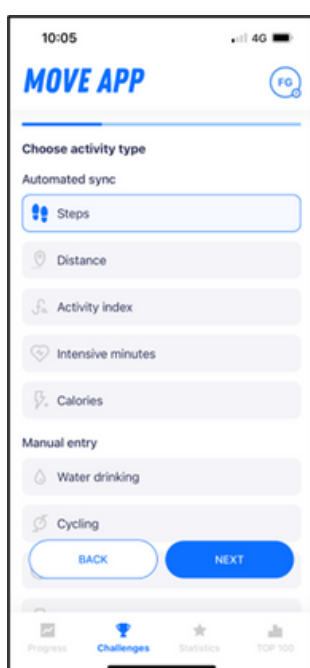 10:05
4G
MOVE APP
FG
Choose activity type
Automated sync
Steps
Distance
Activity index
Intensive minutes
Calories
Manual entry
Water drinking
Cycling
BACK
NEXT
Progress
Challenges
Statistics
TOP 100